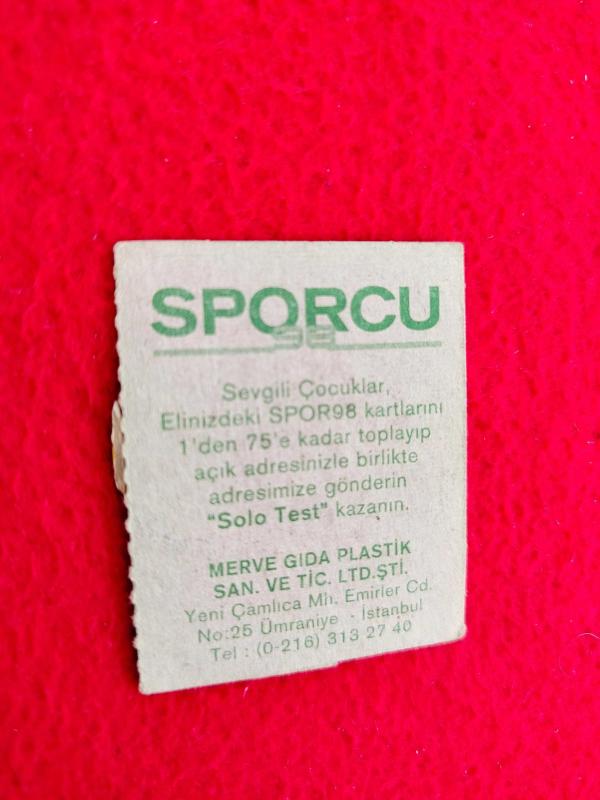 SPORCU
98
Sevgili Çocuklar,
Elinizdeki SPOR98 kartlarını
1'den 75'e kadar toplayıp
açık adresinizle birlikte
adresimize gönderin
"Solo Test" kazanın.
MERVE GIDA PLASTİK
SAN. VE TİC. LTD.ŞTİ.
Yeni Çamlıca Mh. Emirler Cd.
No:25 Ümraniye - İstanbul
Tel : (0-216) 313 27 40